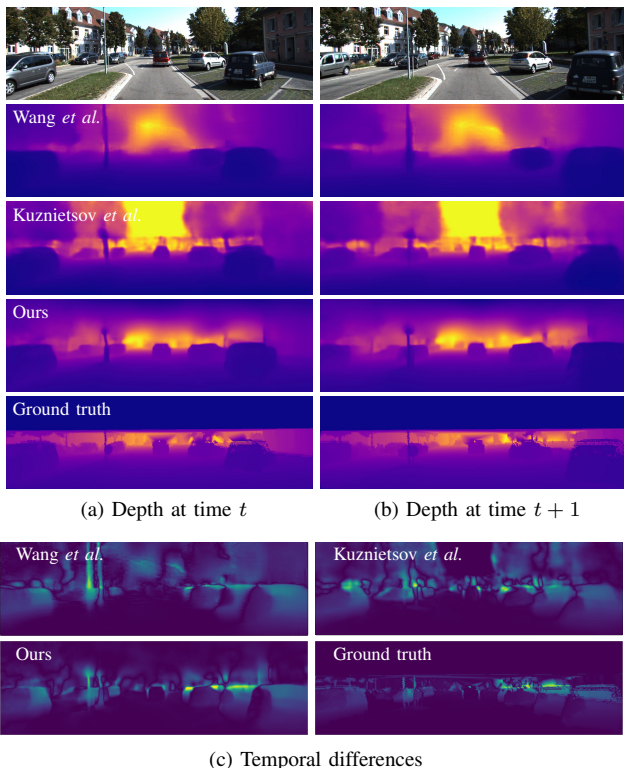 Wang et al.
Kuznietsov et al.
Ours
Ground truth
(a) Depth at time t
(b) Depth at time t + 1
Wang et al.
Kuznietsov et al.
Ours
Ground truth
(c) Temporal differences